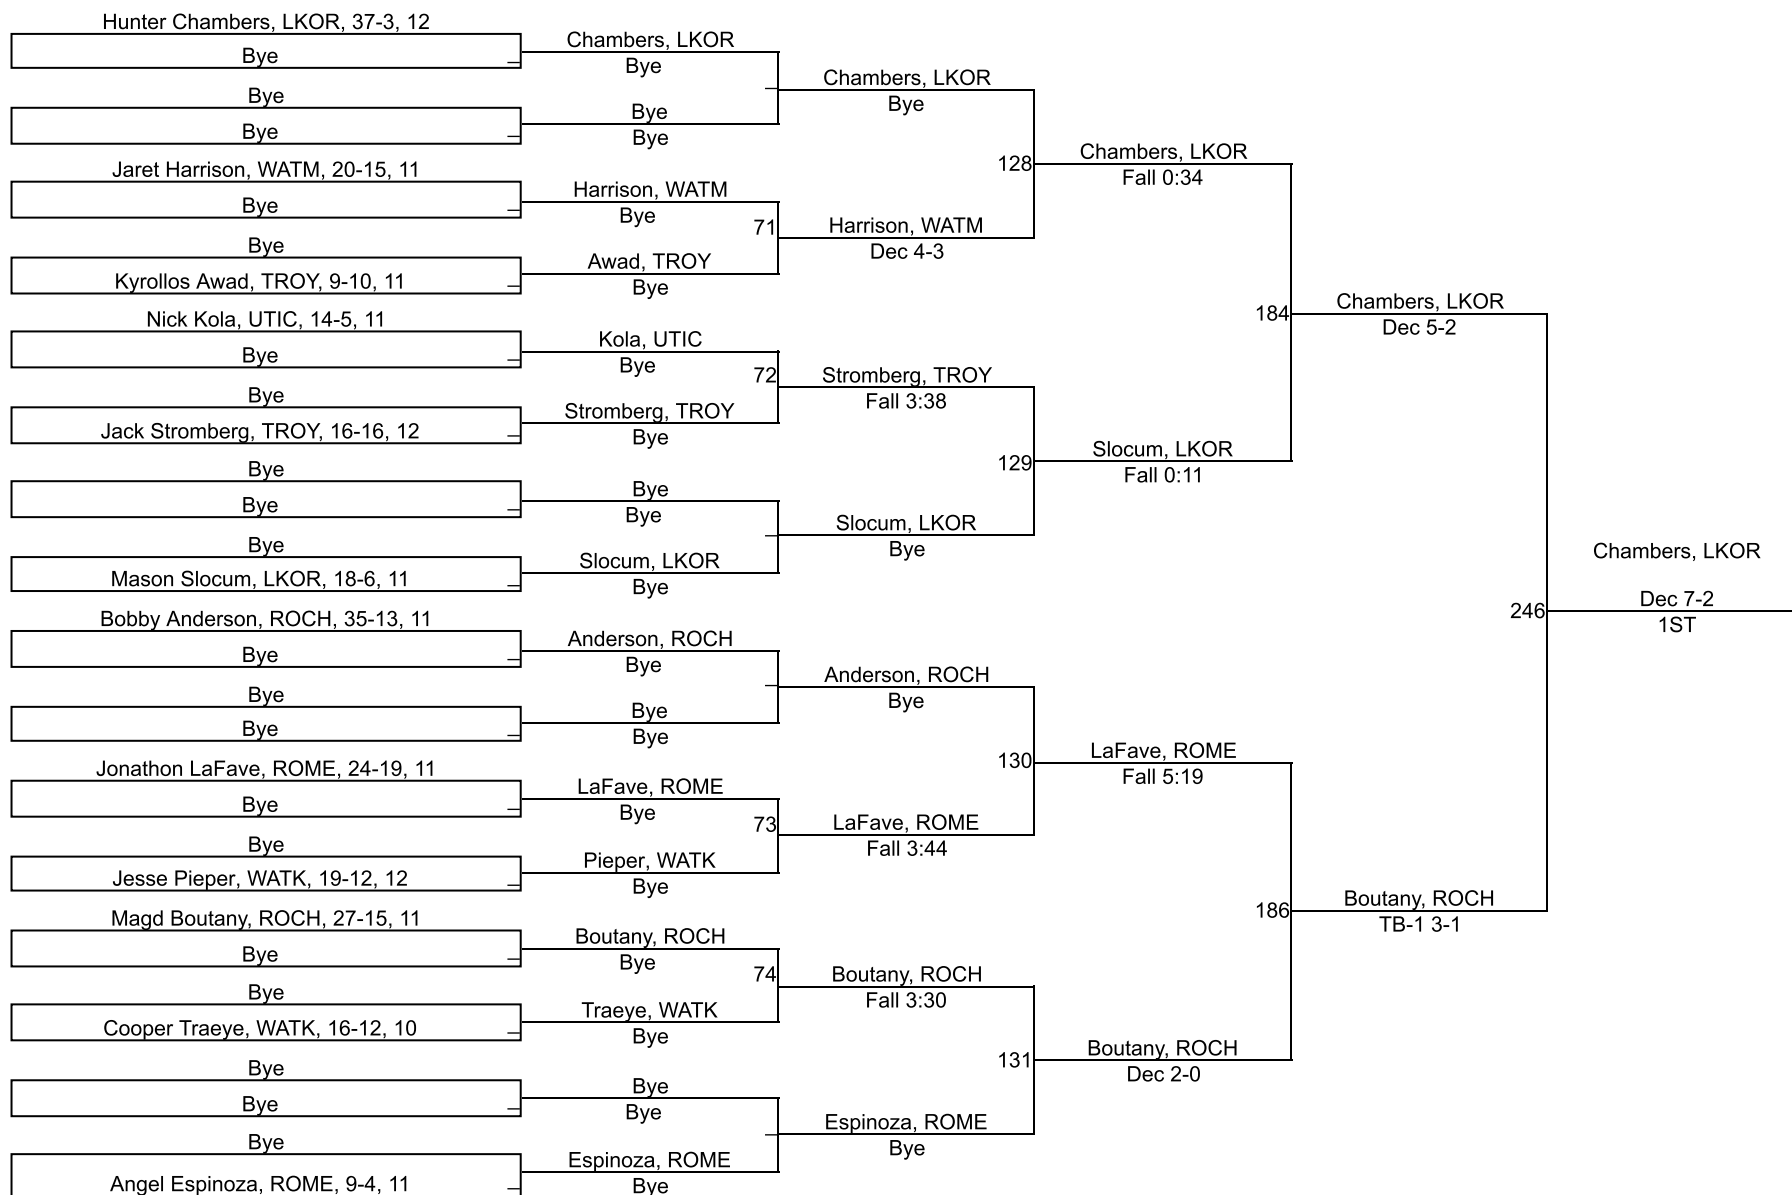 Hunter Chambers, LKOR, 37-3, 12
Bye
Bye
Bye
Jaret Harrison, WATM, 20-15, 11
Bye
Bye
Kyrollos Awad, TROY, 9-10, 11
Nick Kola, UTIC, 14-5, 11
Bye
Bye
Jack Stromberg, TROY, 16-16, 12
Bye
Bye
Bye
Mason Slocum, LKOR, 18-6, 11
Bobby Anderson, ROCH, 35-13, 11
Bye
Bye
Bye
Jonathon LaFave, ROME, 24-19, 11
Bye
Bye
Jesse Pieper, WATK, 19-12, 12
Magd Boutany, ROCH, 27-15, 11
Bye
Bye
Cooper Traeye, WATK, 16-12, 10
Bye
Bye
Bye
Angel Espinoza, ROME, 9-4, 11
Chambers, LKOR
Bye
Bye
Bye
Harrison, WATM
Bye
71
Awad, TROY
Bye
Kola, UTIC
Bye
72
Stromberg, TROY
Bye
Bye
Bye
Slocum, LKOR
Bye
Anderson, ROCH
Bye
Bye
Bye
LaFave, ROME
Bye
73
Pieper, WATK
Bye
Boutany, ROCH
Bye
74
Traeye, WATK
Bye
Bye
Bye
Espinoza, ROME
Bye
Chambers, LKOR
Bye
128
Harrison, WATM
Dec 4-3
Stromberg, TROY
Fall 3:38
129
Slocum, LKOR
Bye
Anderson, ROCH
Bye
130
LaFave, ROME
Fall 3:44
Boutany, ROCH
Fall 3:30
131
Espinoza, ROME
Bye
Chambers, LKOR
Fall 0:34
184
Slocum, LKOR
Fall 0:11
LaFave, ROME
Fall 5:19
186
Boutany, ROCH
Dec 2-0
Chambers, LKOR
Dec 5-2
246
Boutany, ROCH
TB-1 3-1
Chambers, LKOR
Dec 7-2
1ST